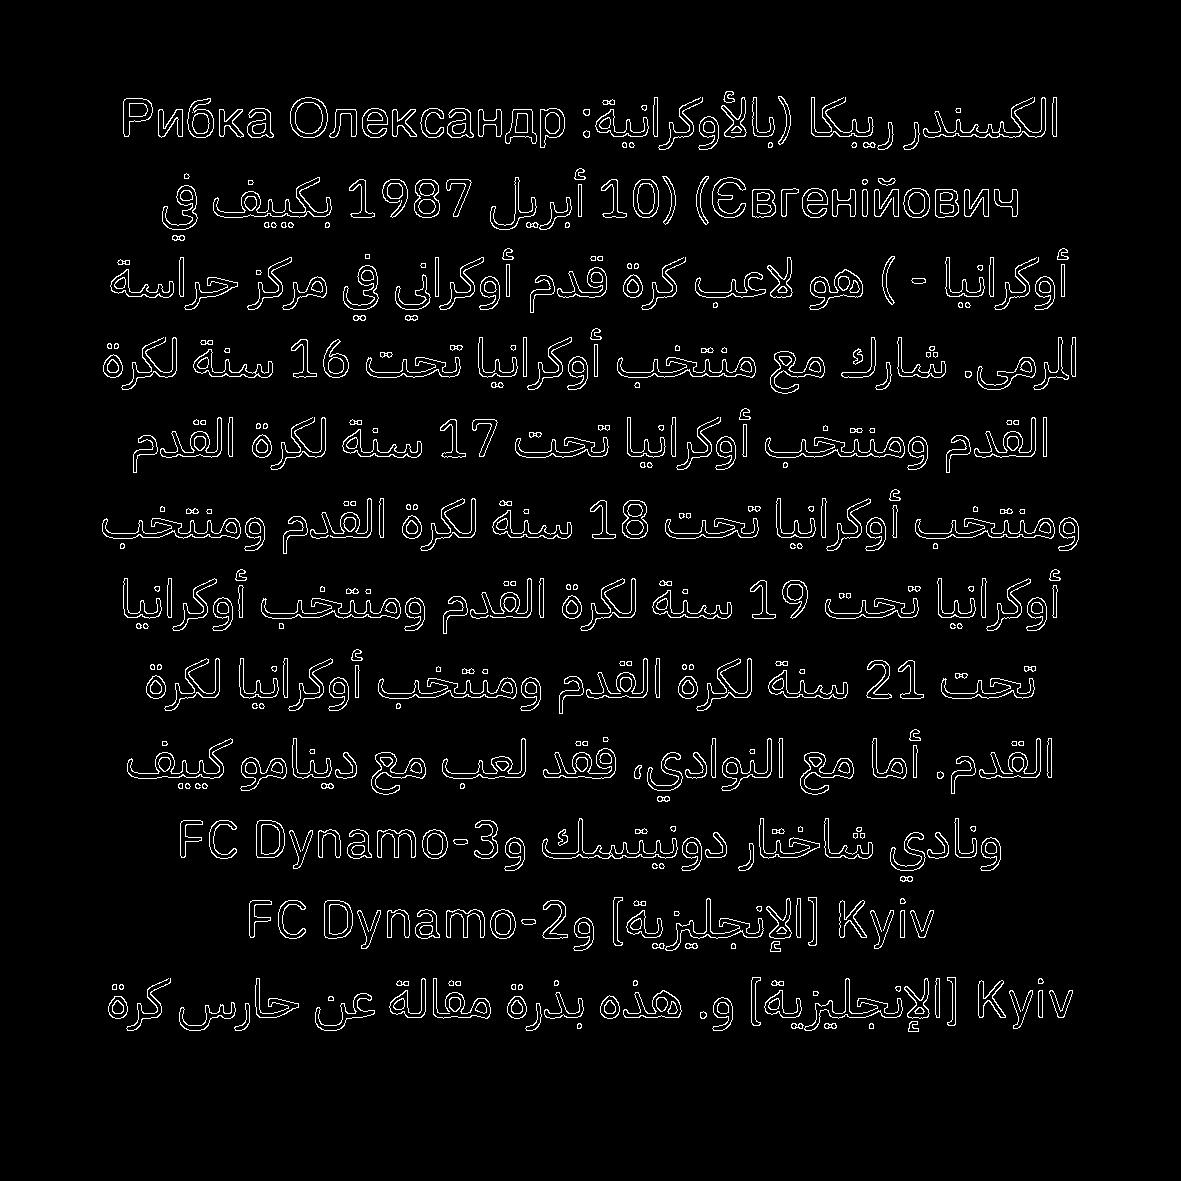 الكسندر ريبكا (بالأوكرانية: Рибка Олександр
Євгенійович) (10 أبريل 1987 بكييف في
أوكرانيا - ) هو لاعب كرة قدم أوكراني في مركز حراسة
المرمى. شارك مع منتخب أوكرانيا تحت 16 سنة لكرة
القدم ومنتخب أوكرانيا تحت 17 سنة لكرة القدم
ومنتخب أوكرانيا تحت 18 سنة لكرة القدم ومنتخب
أوكرانيا تحت 19 سنة لكرة القدم ومنتخب أوكرانيا
تحت 21 سنة لكرة القدم ومنتخب أوكرانيا لكرة
القدم. أما مع النوادي، فقد لعب مع دينامو كييف
ونادي شاختار دونيتسك وFC Dynamo-3
Kyiv [الإنجليزية] وFC Dynamo-2
Kyiv [الإنجليزية] و. هذه بذرة مقالة عن حارس كرة